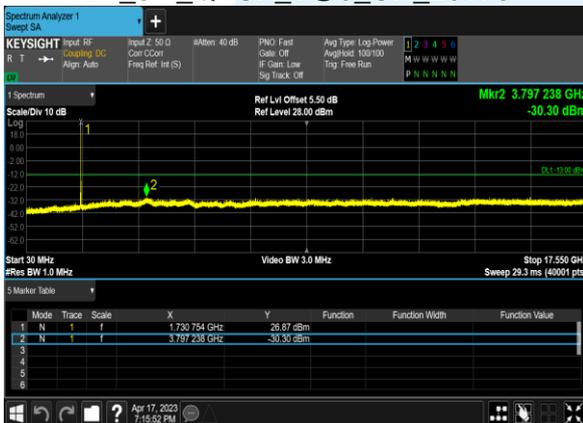 Spectrum Analyzer 1
Swept SA
+
KEYSIGHT Input: RF Input Z: 50 Ω #Atten: 40 dB PNO: Fast Avg Type: Log-Power 1 2 3 4 5 6
R T Coupling: DC Corr CCorr Gate: Off Avg|Hold: 100/100 M W W W W W
Align: Auto Freq Ref: Int (S) IF Gain: Low Trig: Free Run
Sig Track: Off P N N N N N
1 Spectrum Ref Lvl Offset 5.50 dB Mkr2 3.797 238 GHz
Scale/Div 10 dB Ref Level 28.00 dBm -30.30 dBm
Log
18.0 1
8.00
-2.00
-12.0 DL1 -13.00 dBm
-22.0 2
-32.0
-42.0
-52.0
-62.0
Start 30 MHz Video BW 3.0 MHz Stop 17.550 GHz
#Res BW 1.0 MHz Sweep 29.3 ms (40001 pts)
5 Marker Table
Mode Trace Scale X Y Function Function Width Function Value
1 N 1 f 1.730 754 GHz 26.87 dBm
2 N 1 f 3.797 238 GHz -30.30 dBm
3
4
5
6
? Apr 17, 2023
7:15:52 PM